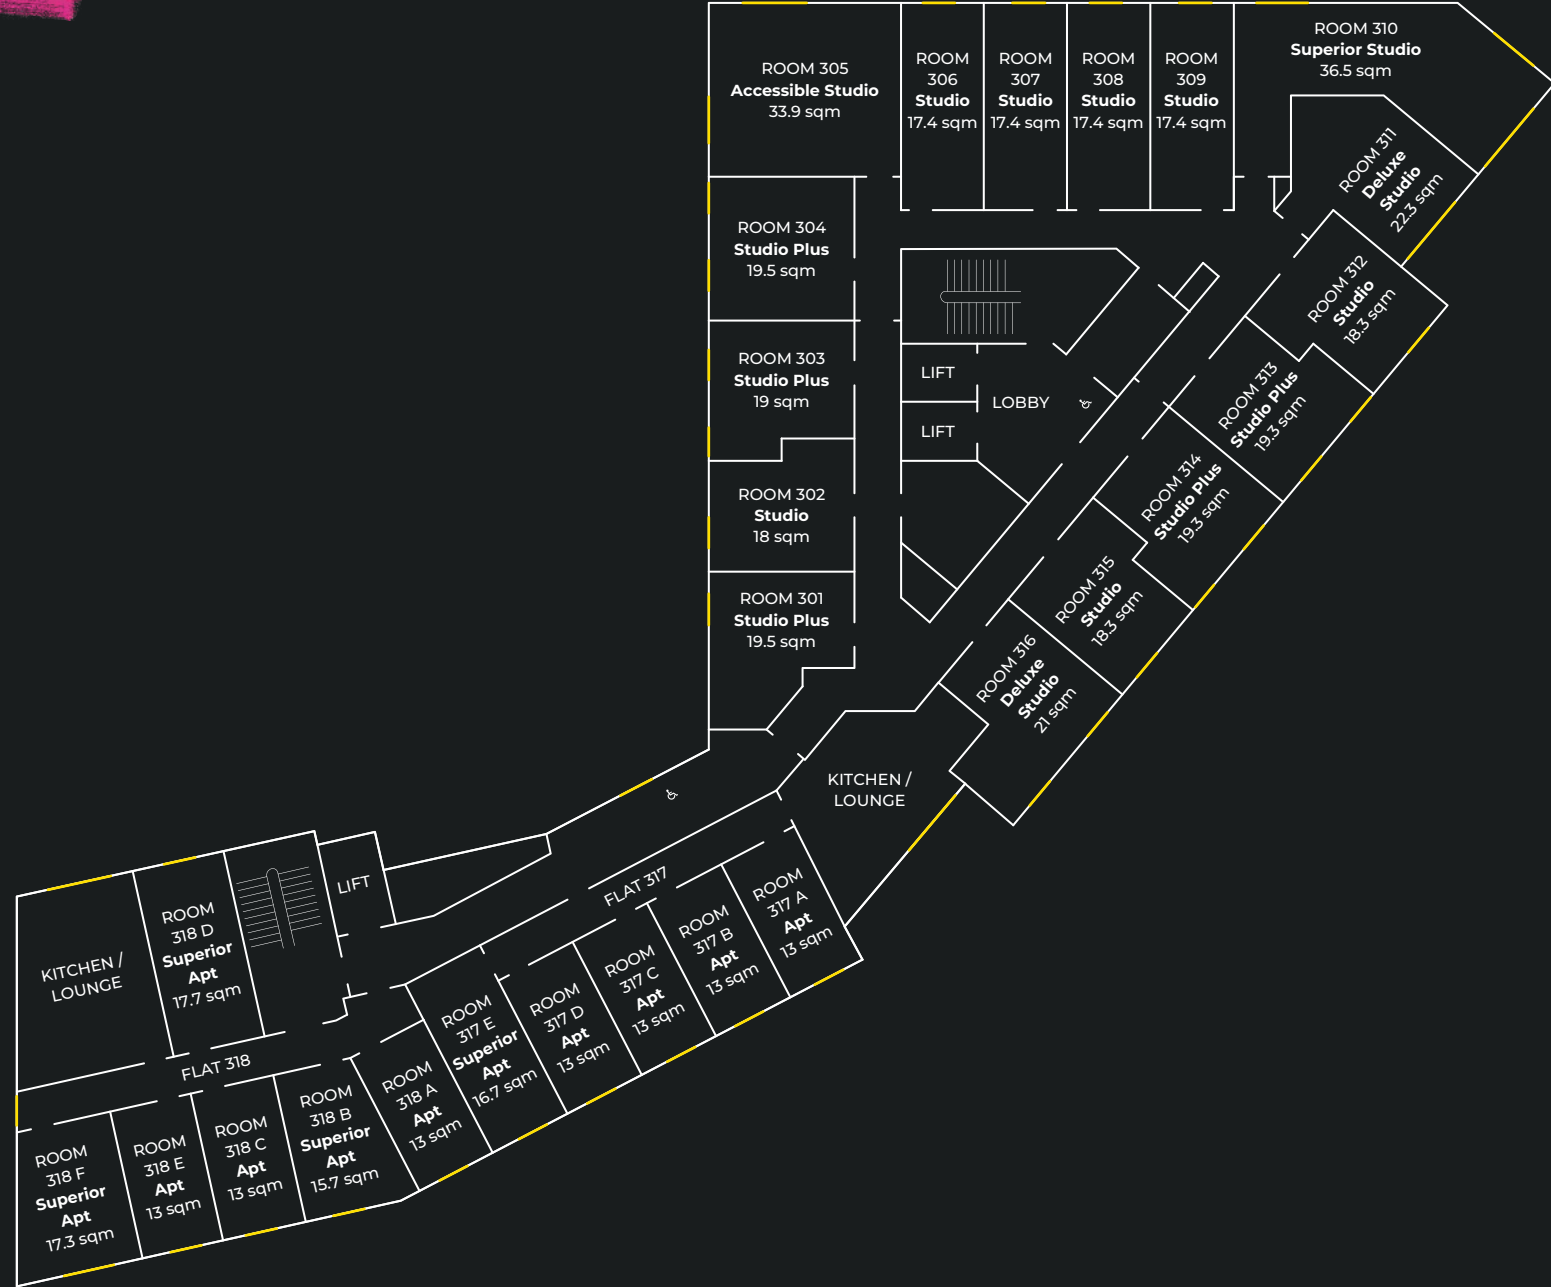 ROOM 305
Accessible Studio
33.9 sqm
ROOM
306
Studio
17.4 sqm
ROOM
307
Studio
17.4 sqm
ROOM
308
Studio
17.4 sqm
ROOM
309
Studio
17.4 sqm
ROOM 310
Superior Studio
36.5 sqm
ROOM 311
Deluxe
Studio
22.3 sqm
ROOM 304
Studio Plus
19.5 sqm
ROOM 312
Studio
18.3 sqm
ROOM 303
Studio Plus
19 sqm
LIFT
LOBBY
LIFT
ROOM 313
Studio Plus
19.3 sqm
ROOM 314
Studio Plus
19.3 sqm
ROOM 302
Studio
18 sqm
ROOM 315
Studio
18.3 sqm
ROOM 301
Studio Plus
19.5 sqm
ROOM 316
Deluxe
Studio
21 sqm
KITCHEN /
LOUNGE
LIFT
FLAT 317
ROOM
317 A
Apt
13 sqm
ROOM
317 B
Apt
13 sqm
ROOM
317 C
Apt
13 sqm
ROOM
317 D
Apt
13 sqm
ROOM
317 E
Superior
Apt
16.7 sqm
ROOM
318 D
Superior
Apt
17.7 sqm
KITCHEN /
LOUNGE
FLAT 318
ROOM
318 A
Apt
13 sqm
ROOM
318 B
Superior
Apt
15.7 sqm
ROOM
318 C
Apt
13 sqm
ROOM
318 E
Apt
13 sqm
ROOM
318 F
Superior
Apt
17.3 sqm